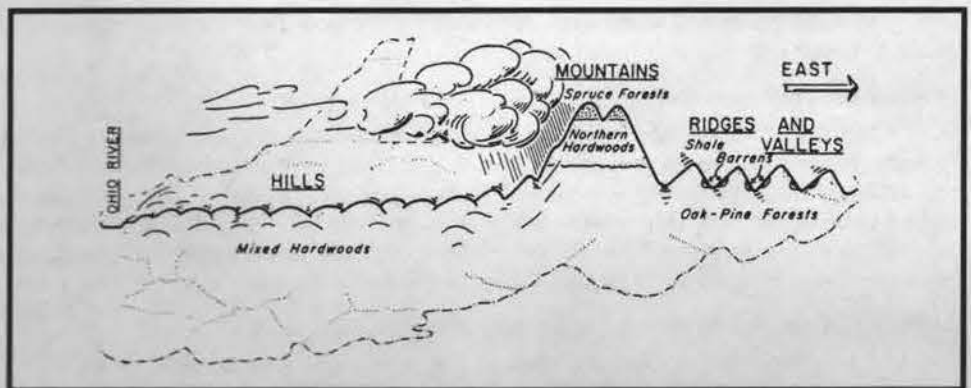 MOUNTAINS
Spruce Forests
EAST
Northern
Hardwoods
RIDGES AND
VALLEYS
Shale
Barrens
OHIO RIVER
HILLS
Oak-Pine Forests
Mixed Hardwoods